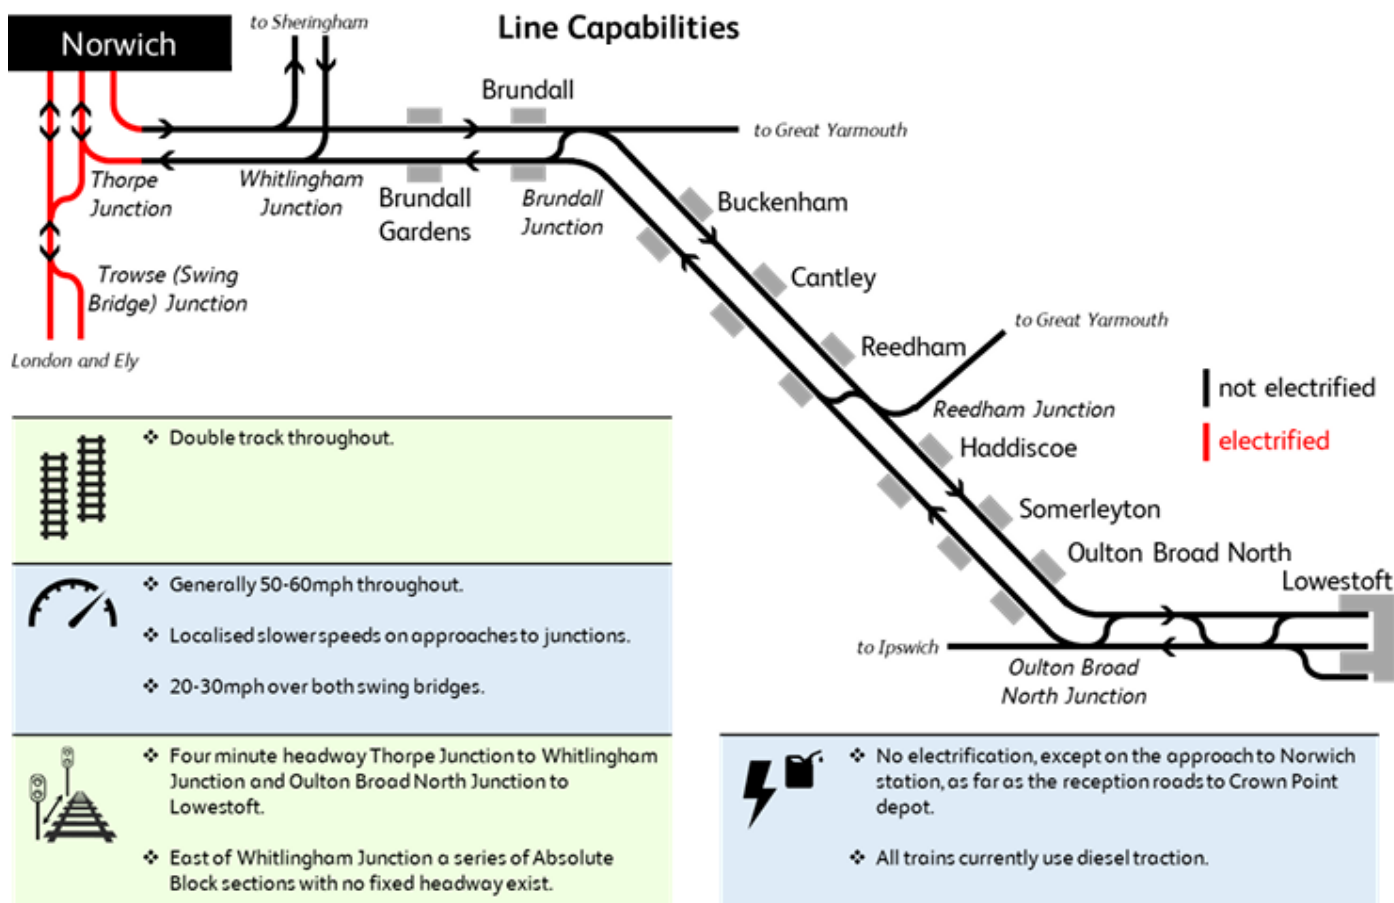 Line Capabilities
Norwich
to Sheringham
Brundall
to Great Yarmouth
Thorpe
Junction
Whitlingham
Junction
Brundall
Gardens
Brundall
Junction
Buckenham
Trowse (Swing
Bridge) Junction
Cantley
London and Ely
to Great Yarmouth
Reedham
Reedham Junction
not electrified
electrified
Haddiscoe
Somerleyton
Oulton Broad North
Lowestoft
to Ipswich
Oulton Broad
North Junction
❖ Double track throughout.
❖ Generally 50-60mph throughout.
❖ Localised slower speeds on approaches to junctions.
❖ 20-30mph over both swing bridges.
❖ Four minute headway Thorpe Junction to Whitlingham
Junction and Oulton Broad North Junction to
Lowestoft.
❖ East of Whitlingham Junction a series of Absolute
Block sections with no fixed headway exist.
❖ No electrification, except on the approach to Norwich
station, as far as the reception roads to Crown Point
depot.
❖ All trains currently use diesel traction.